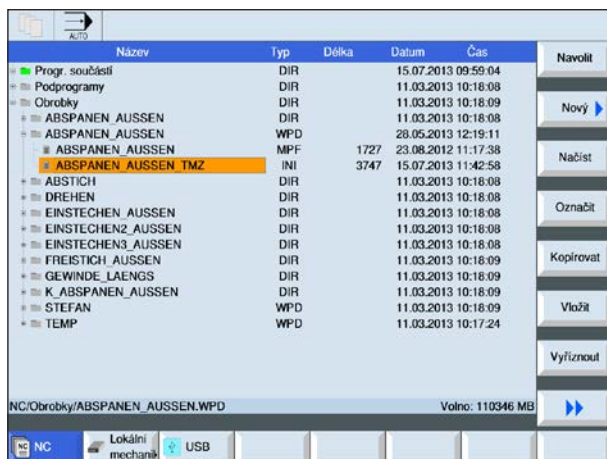 AUTO
Název Typ Délka Datum Čas
Progr. součástí DIR 15.07.2013 09:59:04
Podprogramy DIR 11.03.2013 10:18:08
Obrobky DIR 11.03.2013 10:18:09
ABSPANEN_AUSSEN DIR 11.03.2013 10:18:08
ABSPANEN_AUSSEN WPD 28.05.2013 12:19:11
ABSPANEN_AUSSEN MPF 1727 23.08.2012 11:17:38
ABSPANEN_AUSSEN_TMZ INI 3747 15.07.2013 11:42:58
ABSTICH DIR 11.03.2013 10:18:08
DREHEN DIR 11.03.2013 10:18:08
EINSTECHEN_AUSSEN DIR 11.03.2013 10:18:08
EINSTECHEN2_AUSSEN DIR 11.03.2013 10:18:08
EINSTECHEN3_AUSSEN DIR 11.03.2013 10:18:08
FREISTICH_AUSSEN DIR 11.03.2013 10:18:09
GEWINDE_LAENGS DIR 11.03.2013 10:18:09
K_ABSPANEN_AUSSEN DIR 11.03.2013 10:18:09
STEFAN WPD 11.03.2013 10:18:09
TEMP WPD 11.03.2013 10:17:24
NC/Obrobky/ABSPANEN_AUSSEN.WPD Volno: 110346 MB
Navolit
Nový
Načíst
Označit
Kopírovat
Vložit
Vyříznout
NC NC
Lokální mechanik
USB